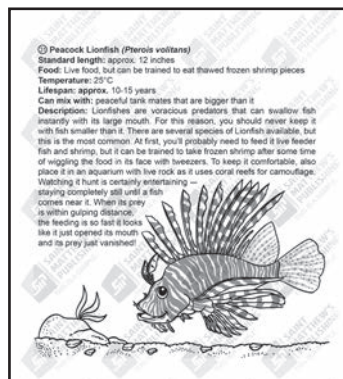 ㉝ Peacock Lionfish (Pterois volitans)
Standard length: approx. 12 inches
Food: Live food, but can be trained to eat thawed frozen shrimp pieces
Temperature: 25°C
Lifespan: approx. 10-15 years
Can mix with: peaceful tank mates that are bigger than it
Description: Lionfishes are voracious predators that can swallow fish
instantly with its large mouth. For this reason, you should never keep it
with fish smaller than it. There are several species of Lionfish available, but
this is the most common. At first, you'll probably need to feed it live feeder
fish and shrimp, but it can be trained to take frozen shrimp after some time
of wiggling the food in its face with tweezers. To keep it comfortable, also
place it in an aquarium with live rock as it uses coral reefs for camouflage.
Watching it hunt is certainly entertaining —
staying completely still until a fish
comes near it. When its prey
is within gulping distance,
the feeding is so fast it looks
like it just opened its mouth
and its prey just vanished!